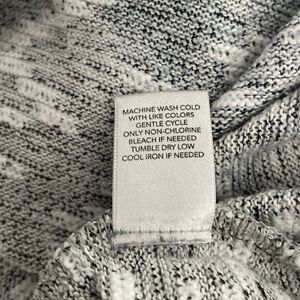 MACHINE WASH COLD
WITH LIKE COLORS
GENTLE CYCLE
ONLY NON-CHLORINE
BLEACH IF NEEDED
TUMBLE DRY LOW
COOL IRON IF NEEDED